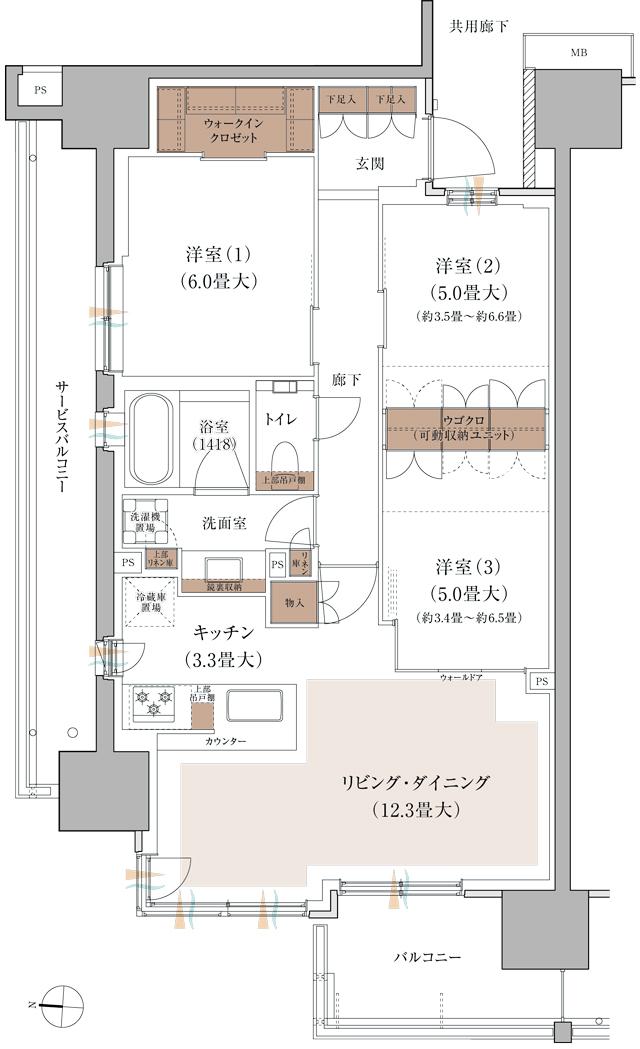 共用廊下
MB
PS
下足入
下足入
ウォークイン
クロゼット
玄関
洋室(1)
(6.0畳大)
洋室(2)
(5.0畳大)
(約3.5畳〜約6.6畳)
サービスバルコニー
廊下
浴室
(1418)
トイレ
上部吊戸棚
ウゴクロ
(可動収納ユニット)
洗濯機
置場
洗面室
PS
上部
リネン庫
鏡裏収納
PS
リネン庫
物入
洋室(3)
(5.0畳大)
(約3.4畳〜約6.5畳)
冷蔵庫
置場
キッチン
(3.3畳大)
ウォールドア
PS
上部
吊戸棚
カウンター
リビング・ダイニング
(12.3畳大)
バルコニー
N